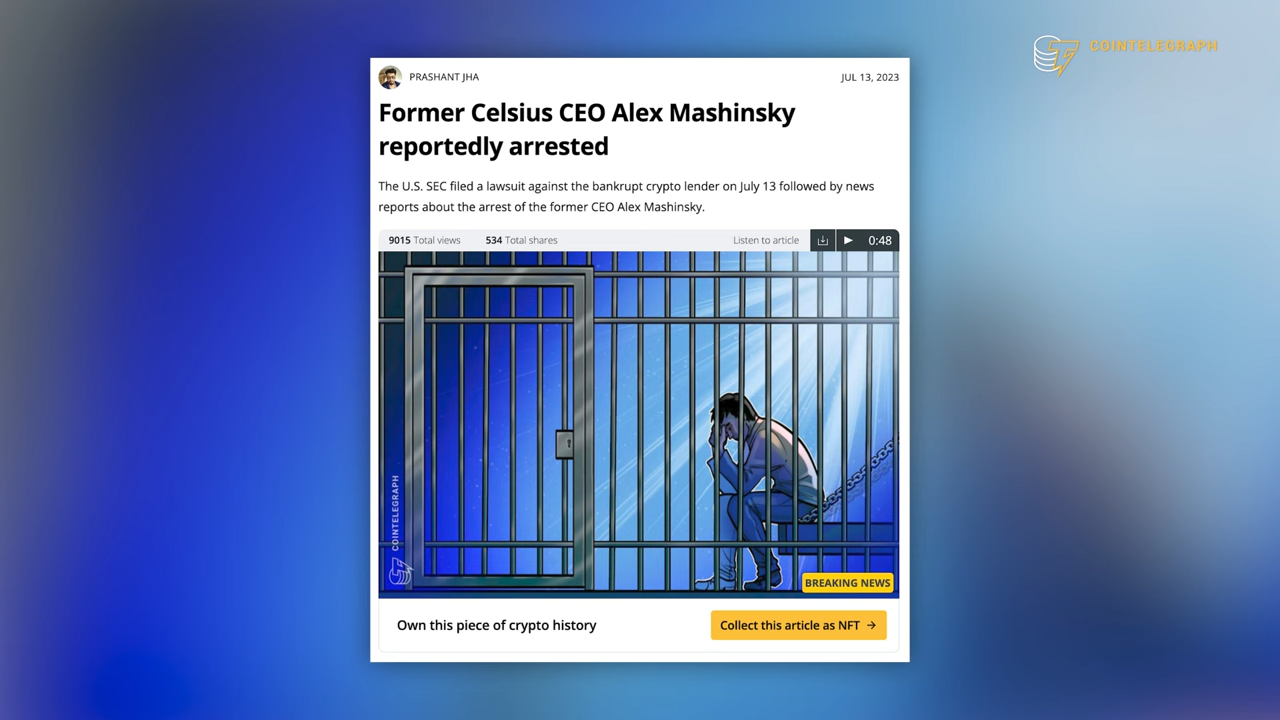 COINTELEGRAPH
PRASHANT JHA
JUL 13, 2023
Former Celsius CEO Alex Mashinsky
reportedly arrested
The U.S. SEC filed a lawsuit against the bankrupt crypto lender on July 13 followed by news
reports about the arrest of the former CEO Alex Mashinsky.
9015 Total views 534 Total shares Listen to article 0:48
COINTELEGRAPH
BREAKING NEWS
Own this piece of crypto history
Collect this article as NFT →